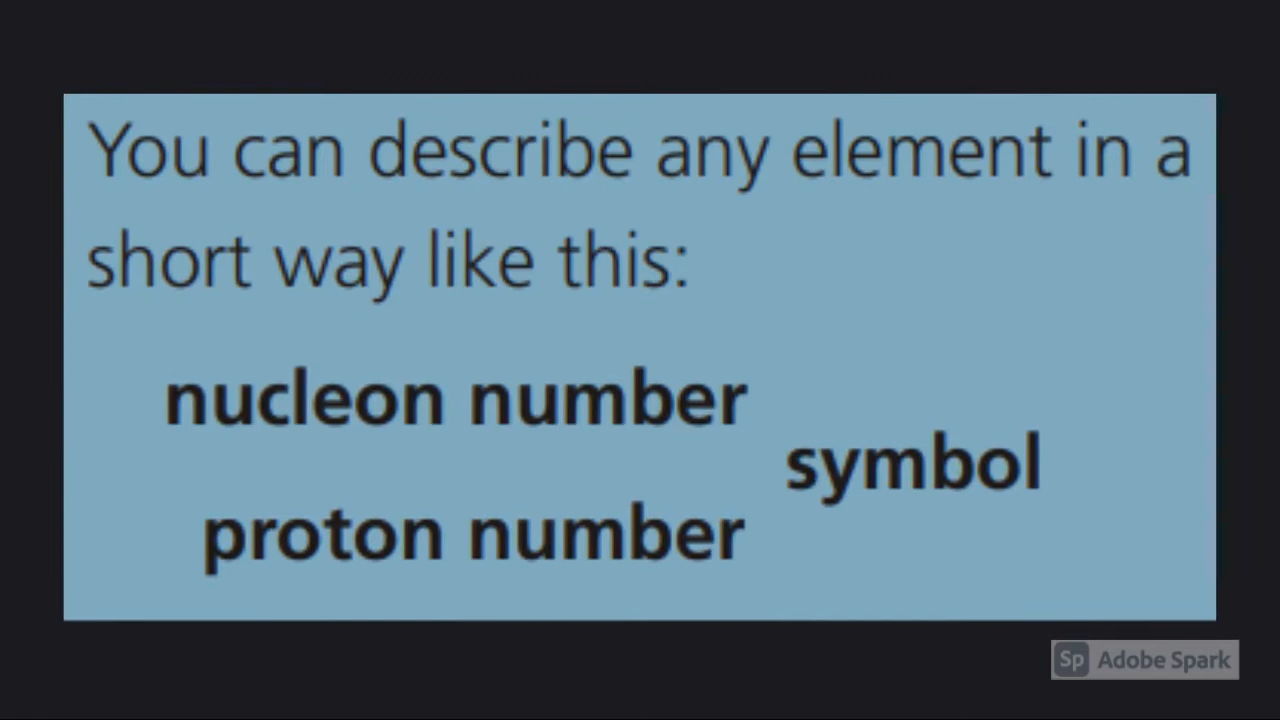 You can describe any element in a
short way like this:
nucleon number
symbol
proton number
Sp Adobe Spark